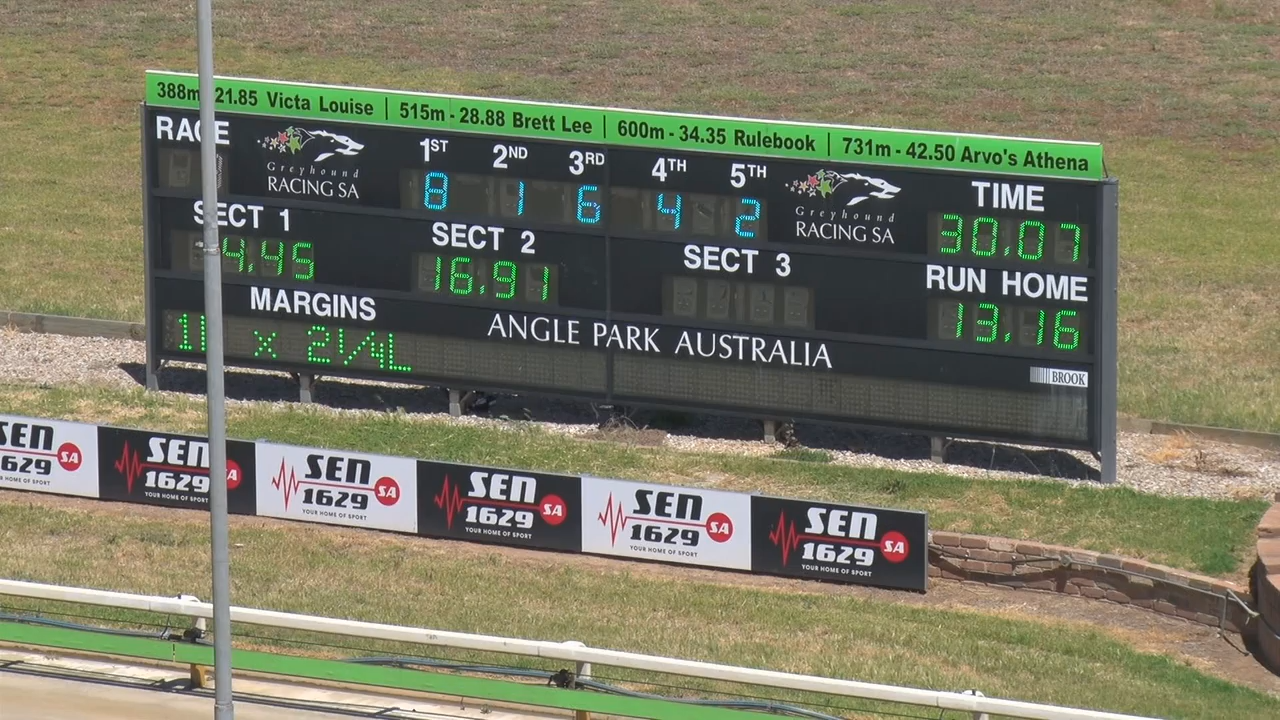 388m 21.85 Victa Louise | 515m - 28.88 Brett Lee | 600m - 34.35 Rulebook | 731m - 42.50 Arvo's Athena
RACE
Greyhound
RACING SA
1ST 2ND 3RD 4TH 5TH
8 1 6 4 2
Greyhound
RACING SA
TIME
30.07
SECT 1
4.45
SECT 2
16.91
SECT 3
RUN HOME
13.16
MARGINS
x 2¼L
ANGLE PARK AUSTRALIA
BROOK
SEN
1629 SA
SEN
1629 SA
YOUR HOME OF SPORT
SEN
1629 SA
YOUR HOME OF SPORT
SEN
1629 SA
YOUR HOME OF SPORT
SEN
1629 SA
YOUR HOME OF SPORT
SEN
1629 SA
YOUR HOME OF SPORT